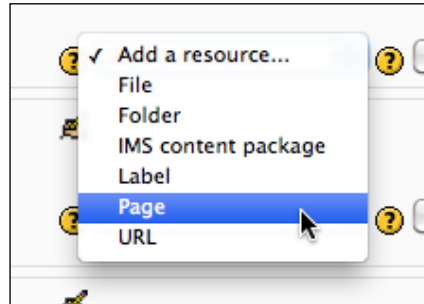 ✓ Add a resource...
File
Folder
IMS content package
Label
Page
URL